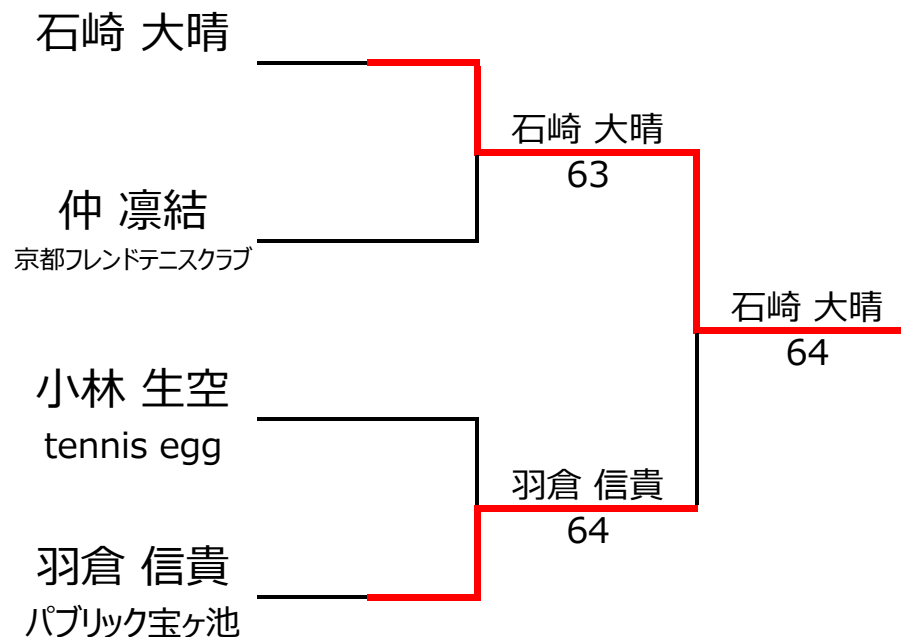 石崎 大晴
石崎 大晴
63
仲 凛結
京都フレンドテニスクラブ
石崎 大晴
64
小林 生空
tennis egg
羽倉 信貴
64
羽倉 信貴
パブリック宝ヶ池